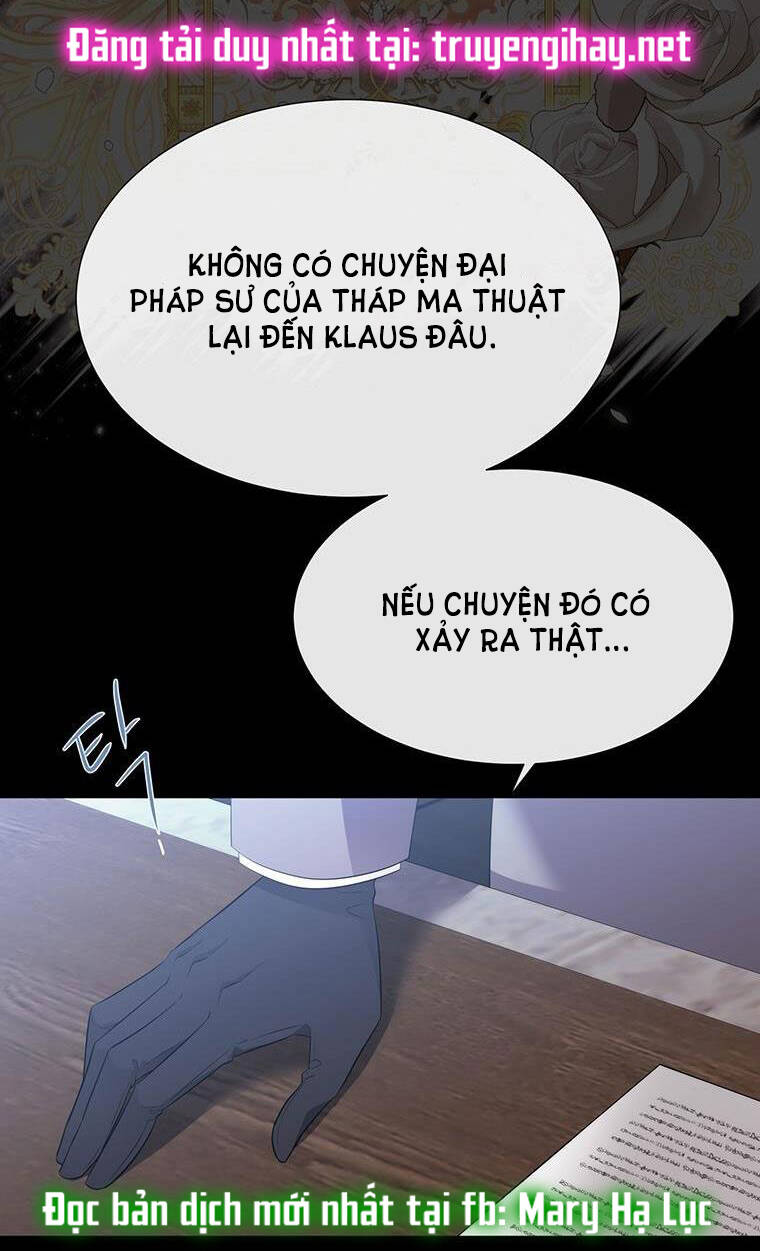 Đăng tải duy nhất tại: truyengihay.net
KHÔNG CÓ CHUYỆN ĐẠI
PHÁP SƯ CỦA THÁP MA THUẬT
LẠI ĐẾN KLAUS ĐÂU.
NẾU CHUYỆN ĐÓ CÓ
XẢY RA THẬT...
탁
Đọc bản dịch mới nhất tại fb: Mary Hạ Lục